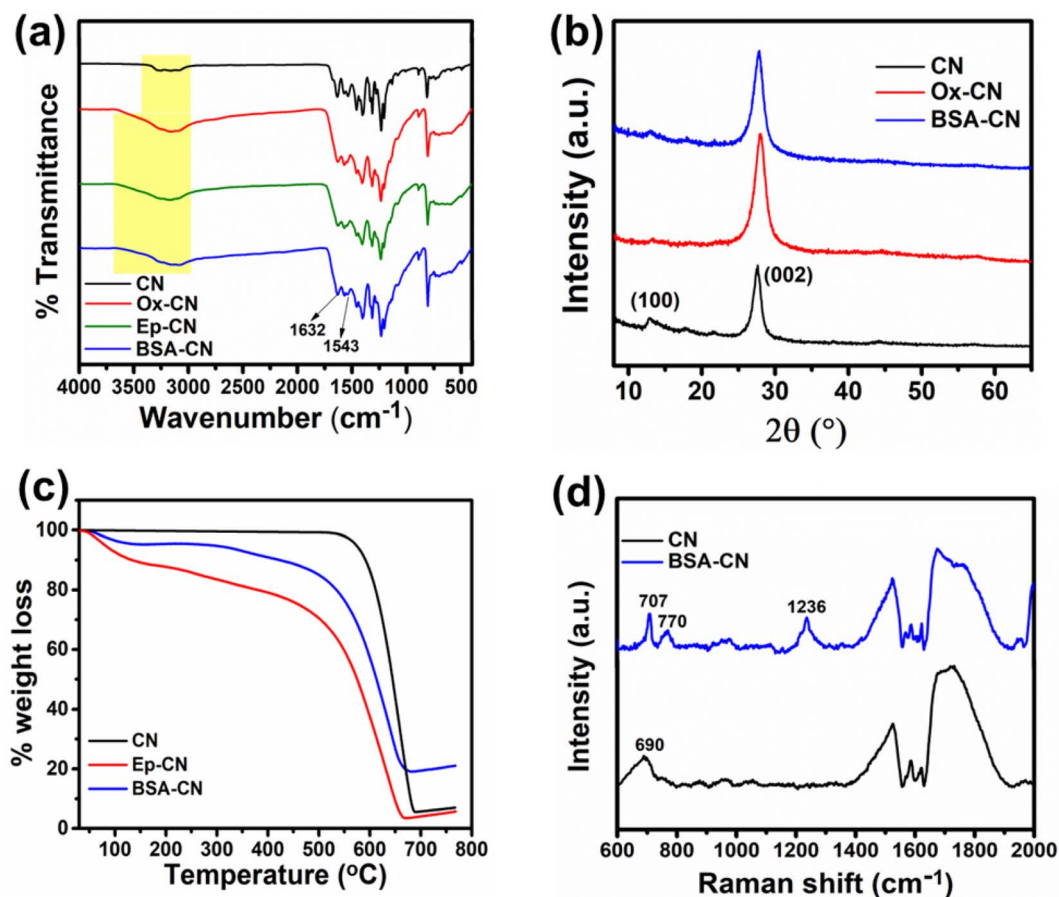 (a)
% Transmittance
CN
Ox-CN
Ep-CN
BSA-CN
1632
1543
4000 3500 3000 2500 2000 1500 1000 500
Wavenumber (cm-1)
(b)
Intensity (a.u.)
CN
Ox-CN
BSA-CN
(100)
(002)
10 20 30 40 50 60
2θ (°)
(c)
% weight loss
100
80
60
40
20
0
CN
Ep-CN
BSA-CN
100 200 300 400 500 600 700 800
Temperature (oC)
(d)
Intensity (a.u.)
CN
BSA-CN
707
770
1236
690
600 800 1000 1200 1400 1600 1800 2000
Raman shift (cm-1)